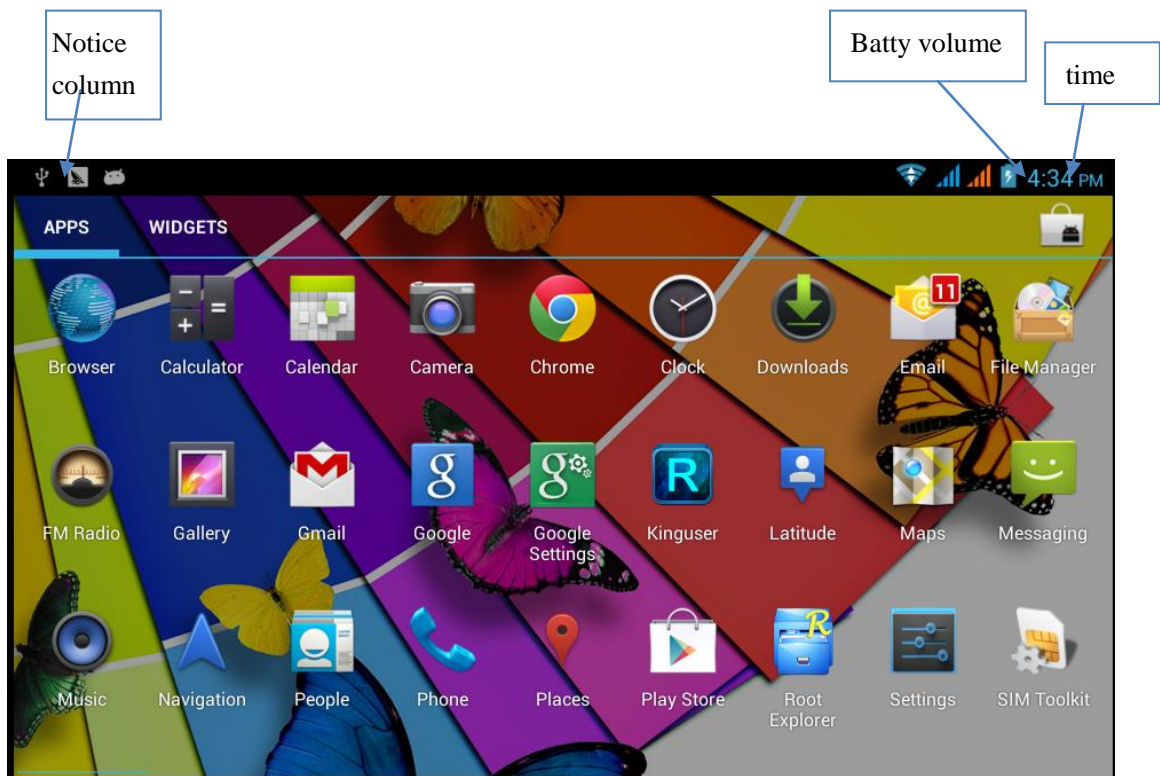 Notice
column
Batty volume
time
4:34 PM
APPS WIDGETS
11
Browser Calculator Calendar Camera Chrome Clock Downloads Email File Manager
g g R
FM Radio Gallery Gmail Google Google Settings Kinguser Latitude Maps Messaging
R
Music Navigation People Phone Places Play Store Root Explorer Settings SIM Toolkit